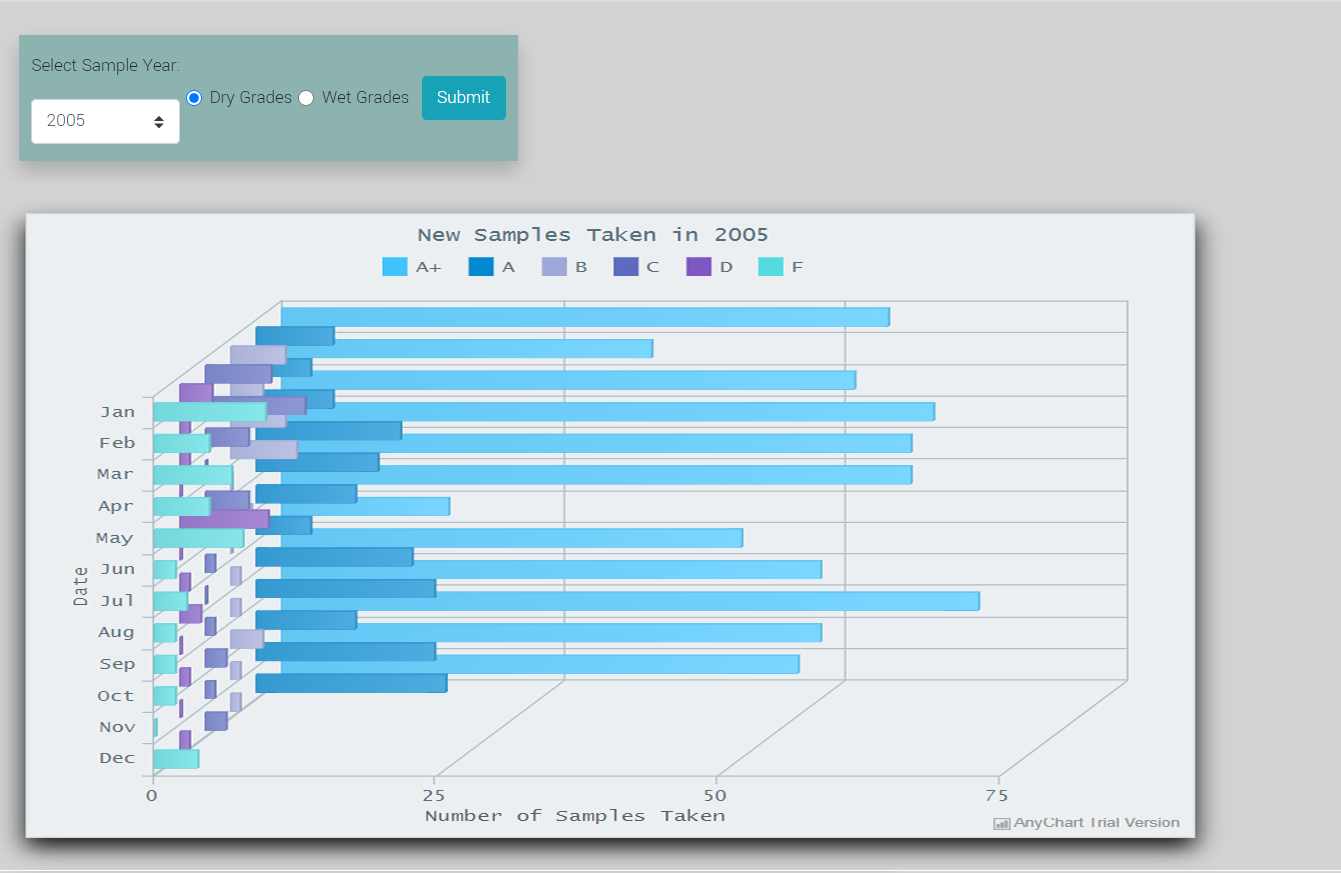 Select Sample Year:
2005
Dry Grades
Wet Grades
Submit
New Samples Taken in 2005
A+ A B C D F
Jan
Feb
Mar
Apr
May
Jun
Jul
Aug
Sep
Oct
Nov
Dec
Date
0 25 50 75
Number of Samples Taken
AnyChart Trial Version